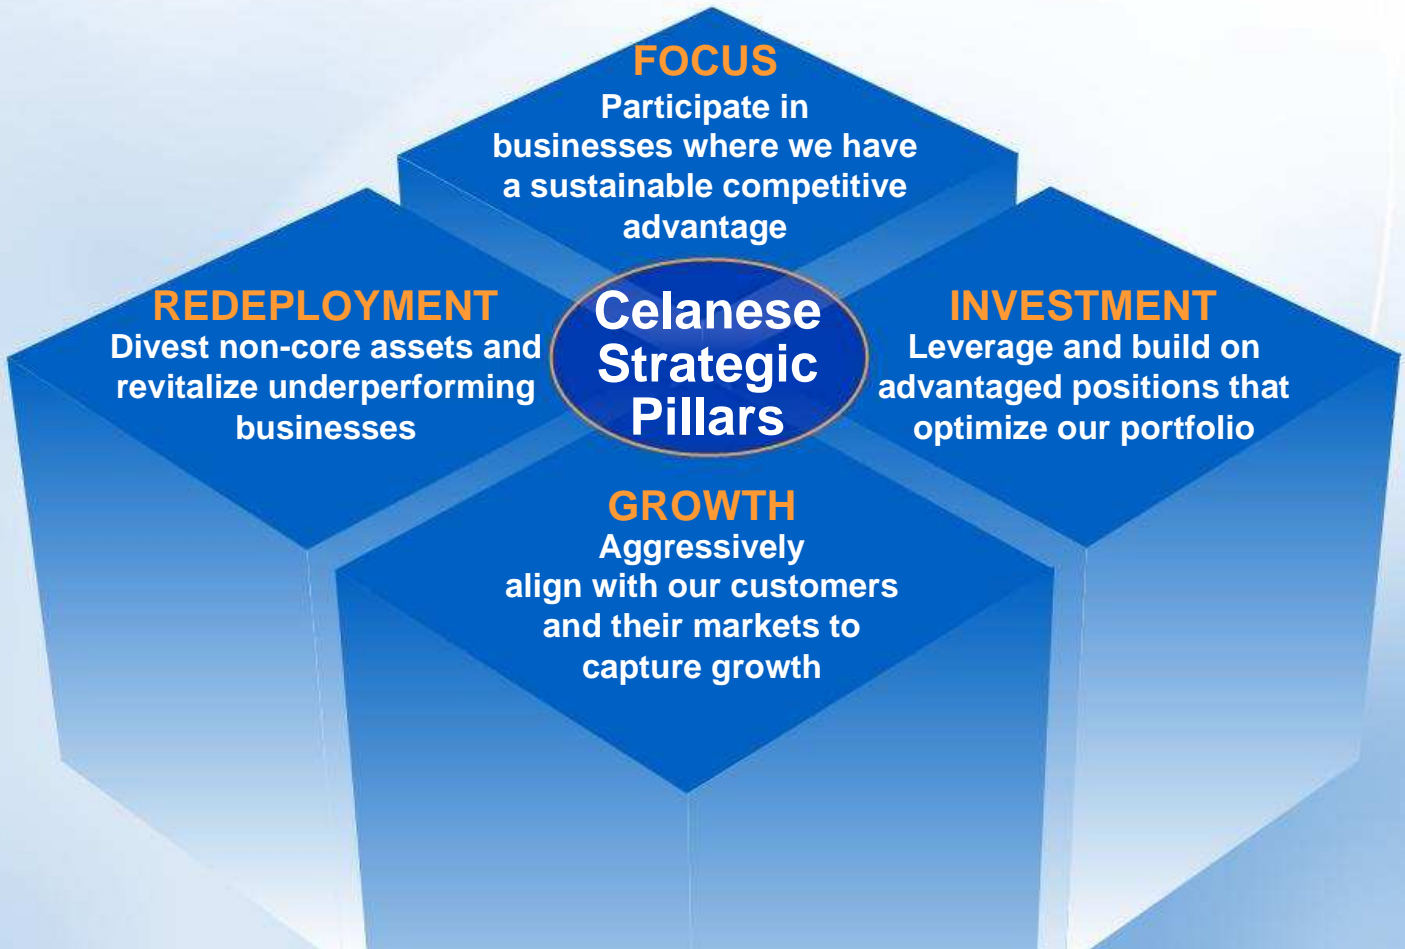 FOCUS
Participate in
businesses where we have
a sustainable competitive
advantage
REDEPLOYMENT
Divest non-core assets and
revitalize underperforming
businesses
Celanese
Strategic
Pillars
INVESTMENT
Leverage and build on
advantaged positions that
optimize our portfolio
GROWTH
Aggressively
align with our customers
and their markets to
capture growth